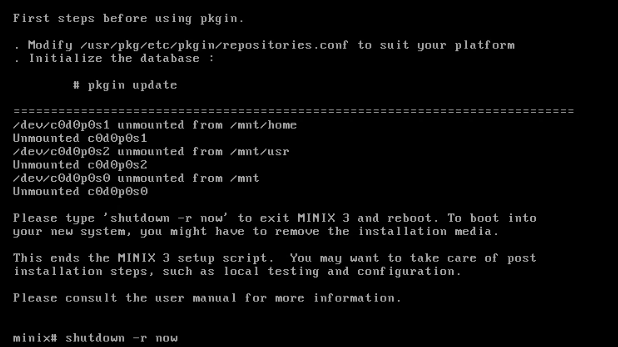 First steps before using pkgin.
. Modify /usr/pkg/etc/pkgin/repositories.conf to suit your platform
. Initialize the database :
# pkgin update
===========================================================================
/dev/c0d0p0s1 unmounted from /mnt/home
Unmounted c0d0p0s1
/dev/c0d0p0s2 unmounted from /mnt/usr
Unmounted c0d0p0s2
/dev/c0d0p0s0 unmounted from /mnt
Unmounted c0d0p0s0
Please type 'shutdown -r now' to exit MINIX 3 and reboot. To boot into
your new system, you might have to remove the installation media.
This ends the MINIX 3 setup script.  You may want to take care of post
installation steps, such as local testing and configuration.
Please consult the user manual for more information.
minix# shutdown -r now